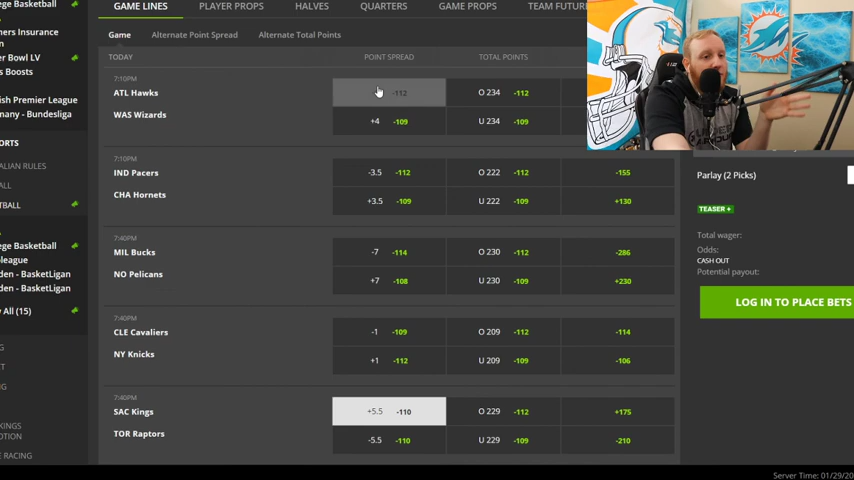 ege Basketball
ners Insurance
er Bowl LV
s Boosts
ish Premier League
many - Bundesliga
ORTS
ALIAN RULES
ALL
TBALL
ege Basketball
oleague
den - BasketLigan
den - BasketLigan
y All (15)
KINGS
OTION
E RACING
GAME LINES PLAYER PROPS HALVES QUARTERS GAME PROPS TEAM FUTUR
Game Alternate Point Spread Alternate Total Points
TODAY POINT SPREAD TOTAL POINTS
7:10PM
ATL Hawks -112 O 234 -112
WAS Wizards +4 -109 U 234 -109
7:10PM
IND Pacers -3.5 -112 O 222 -112 -155
CHA Hornets +3.5 -109 U 222 -109 +130
7:40PM
MIL Bucks -7 -114 O 230 -112 -286
NO Pelicans +7 -108 U 230 -109 +230
7:40PM
CLE Cavaliers -1 -109 O 209 -112 -114
NY Knicks +1 -112 U 209 -109 -106
7:40PM
SAC Kings +5.5 -110 O 229 -112 +175
TOR Raptors -5.5 -110 U 229 -109 -210
Parlay (2 Picks)
TEASER +
Total wager:
Odds:
CASH OUT
Potential payout:
LOG IN TO PLACE BETS
Server Time: 01/29/20